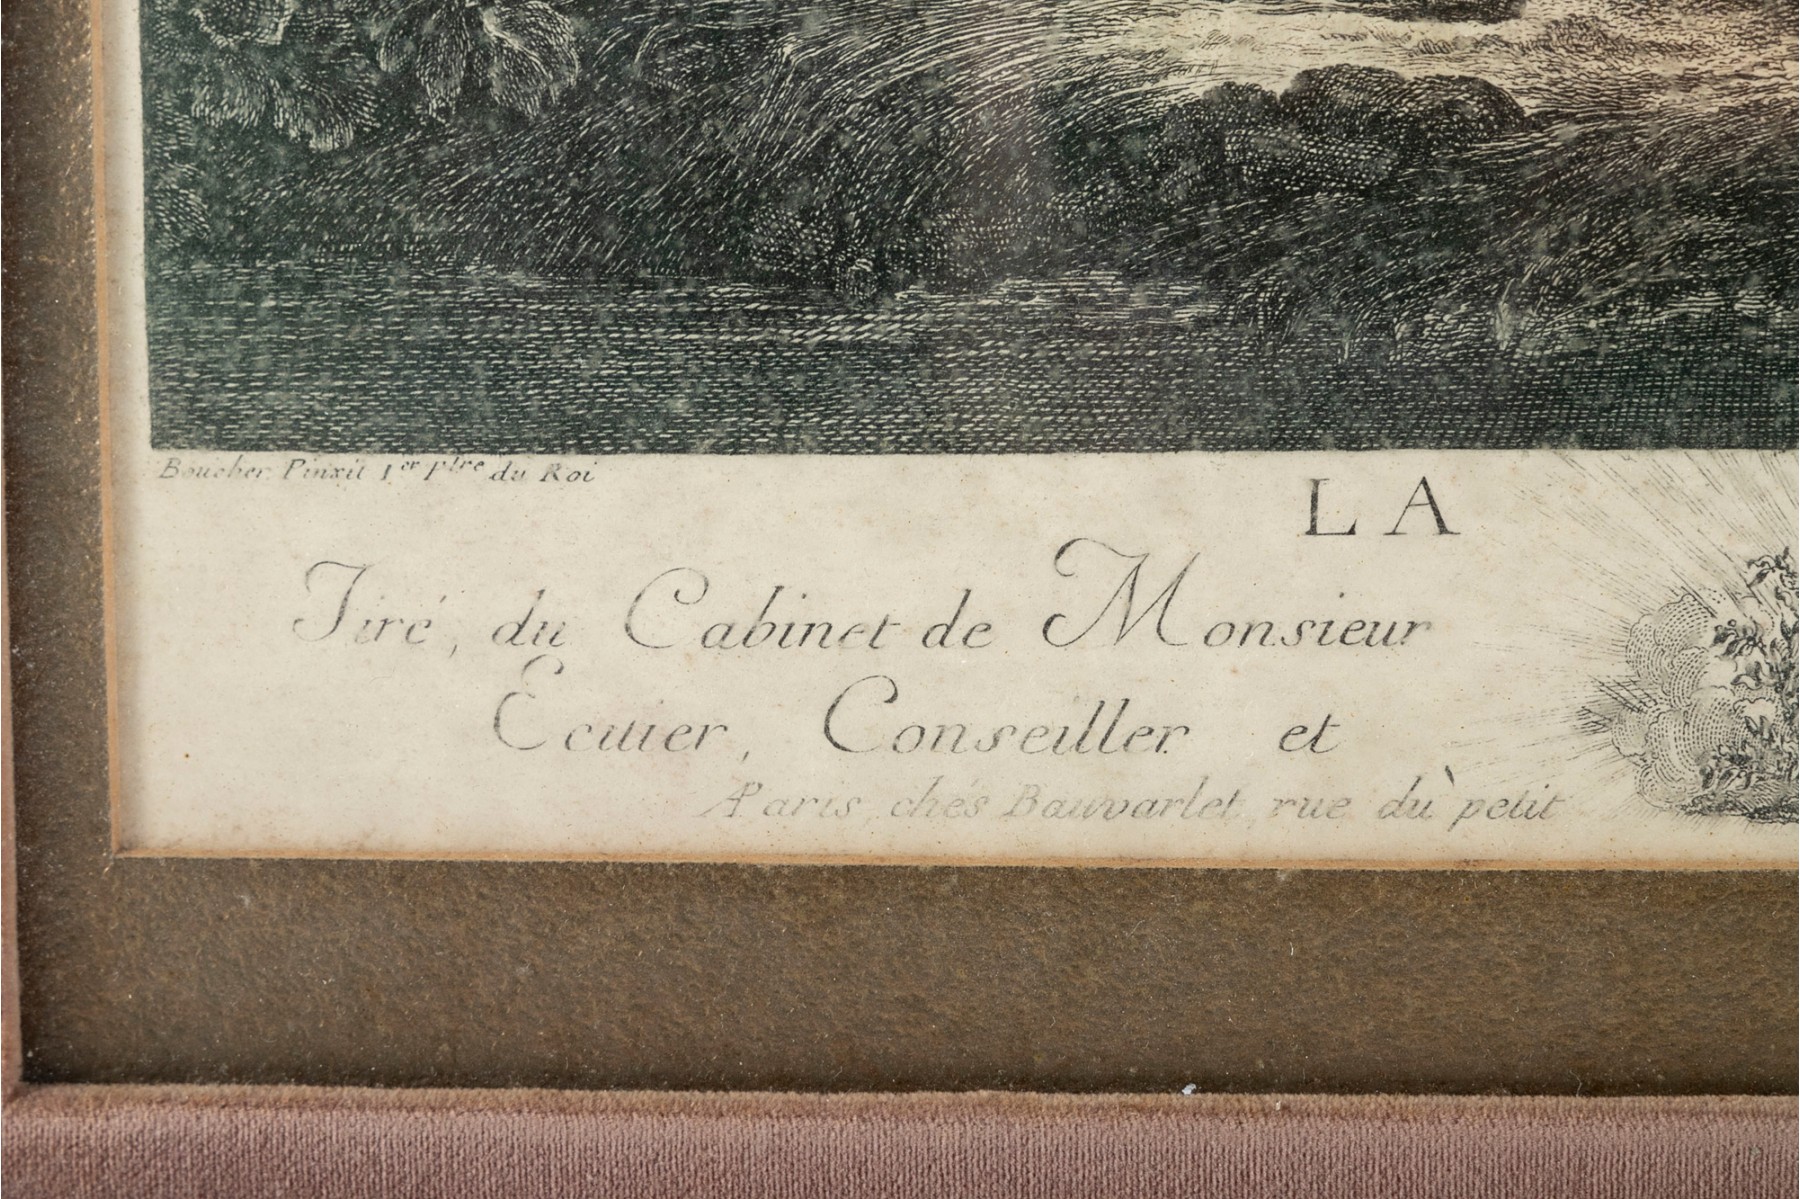 Boucher Pinxit 1er ptre du Roi
LA
Tiré, du Cabinet de Monsieur
Ecuier, Conseiller et
A Paris, chés Bauvarlet rue du petit